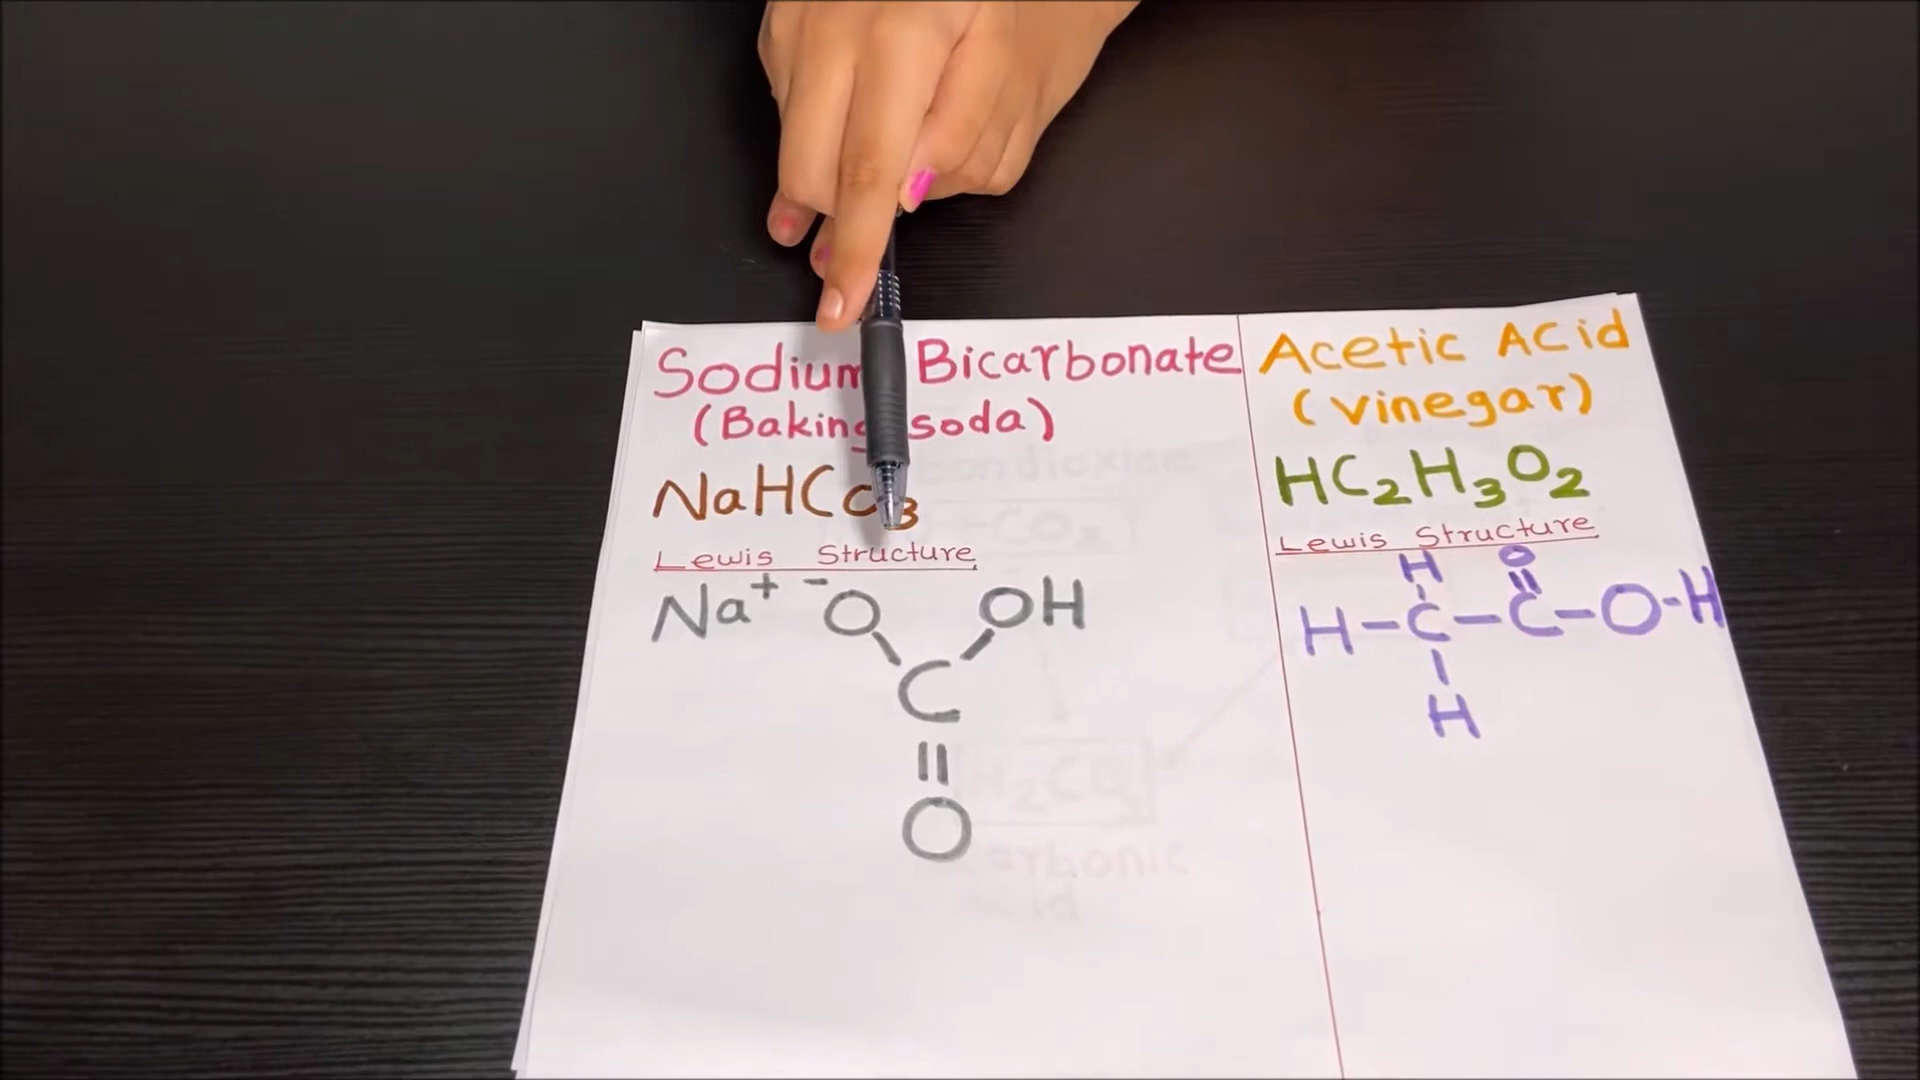 Sodium Bicarbonate
(Baking soda)
NaHCO3
Lewis Structure
Na+ -O OH
C
||
O
Acetic ACid
(vinegar)
HC2H3O2
Lewis Structure
H O
H-C-C-O-H
H